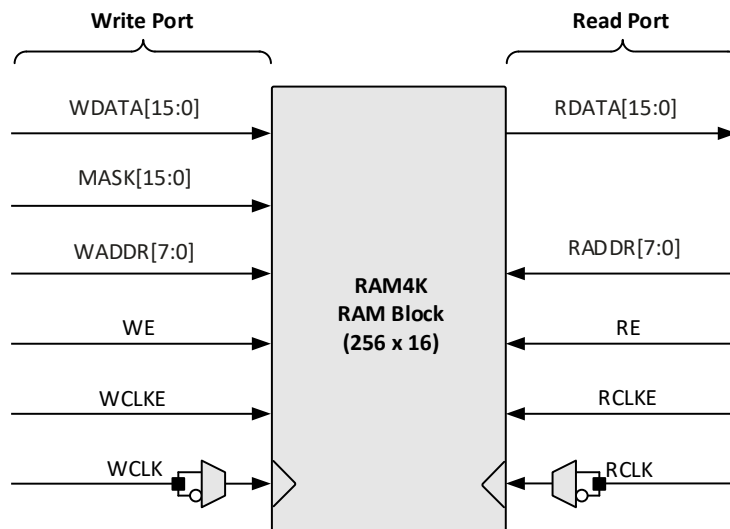 Write Port
Read Port
WDATA[15:0]
RDATA[15:0]
MASK[15:0]
WADDR[7:0]
RADDR[7:0]
RAM4K
RAM Block
(256 x 16)
WE
RE
WCLKE
RCLKE
WCLK
RCLK